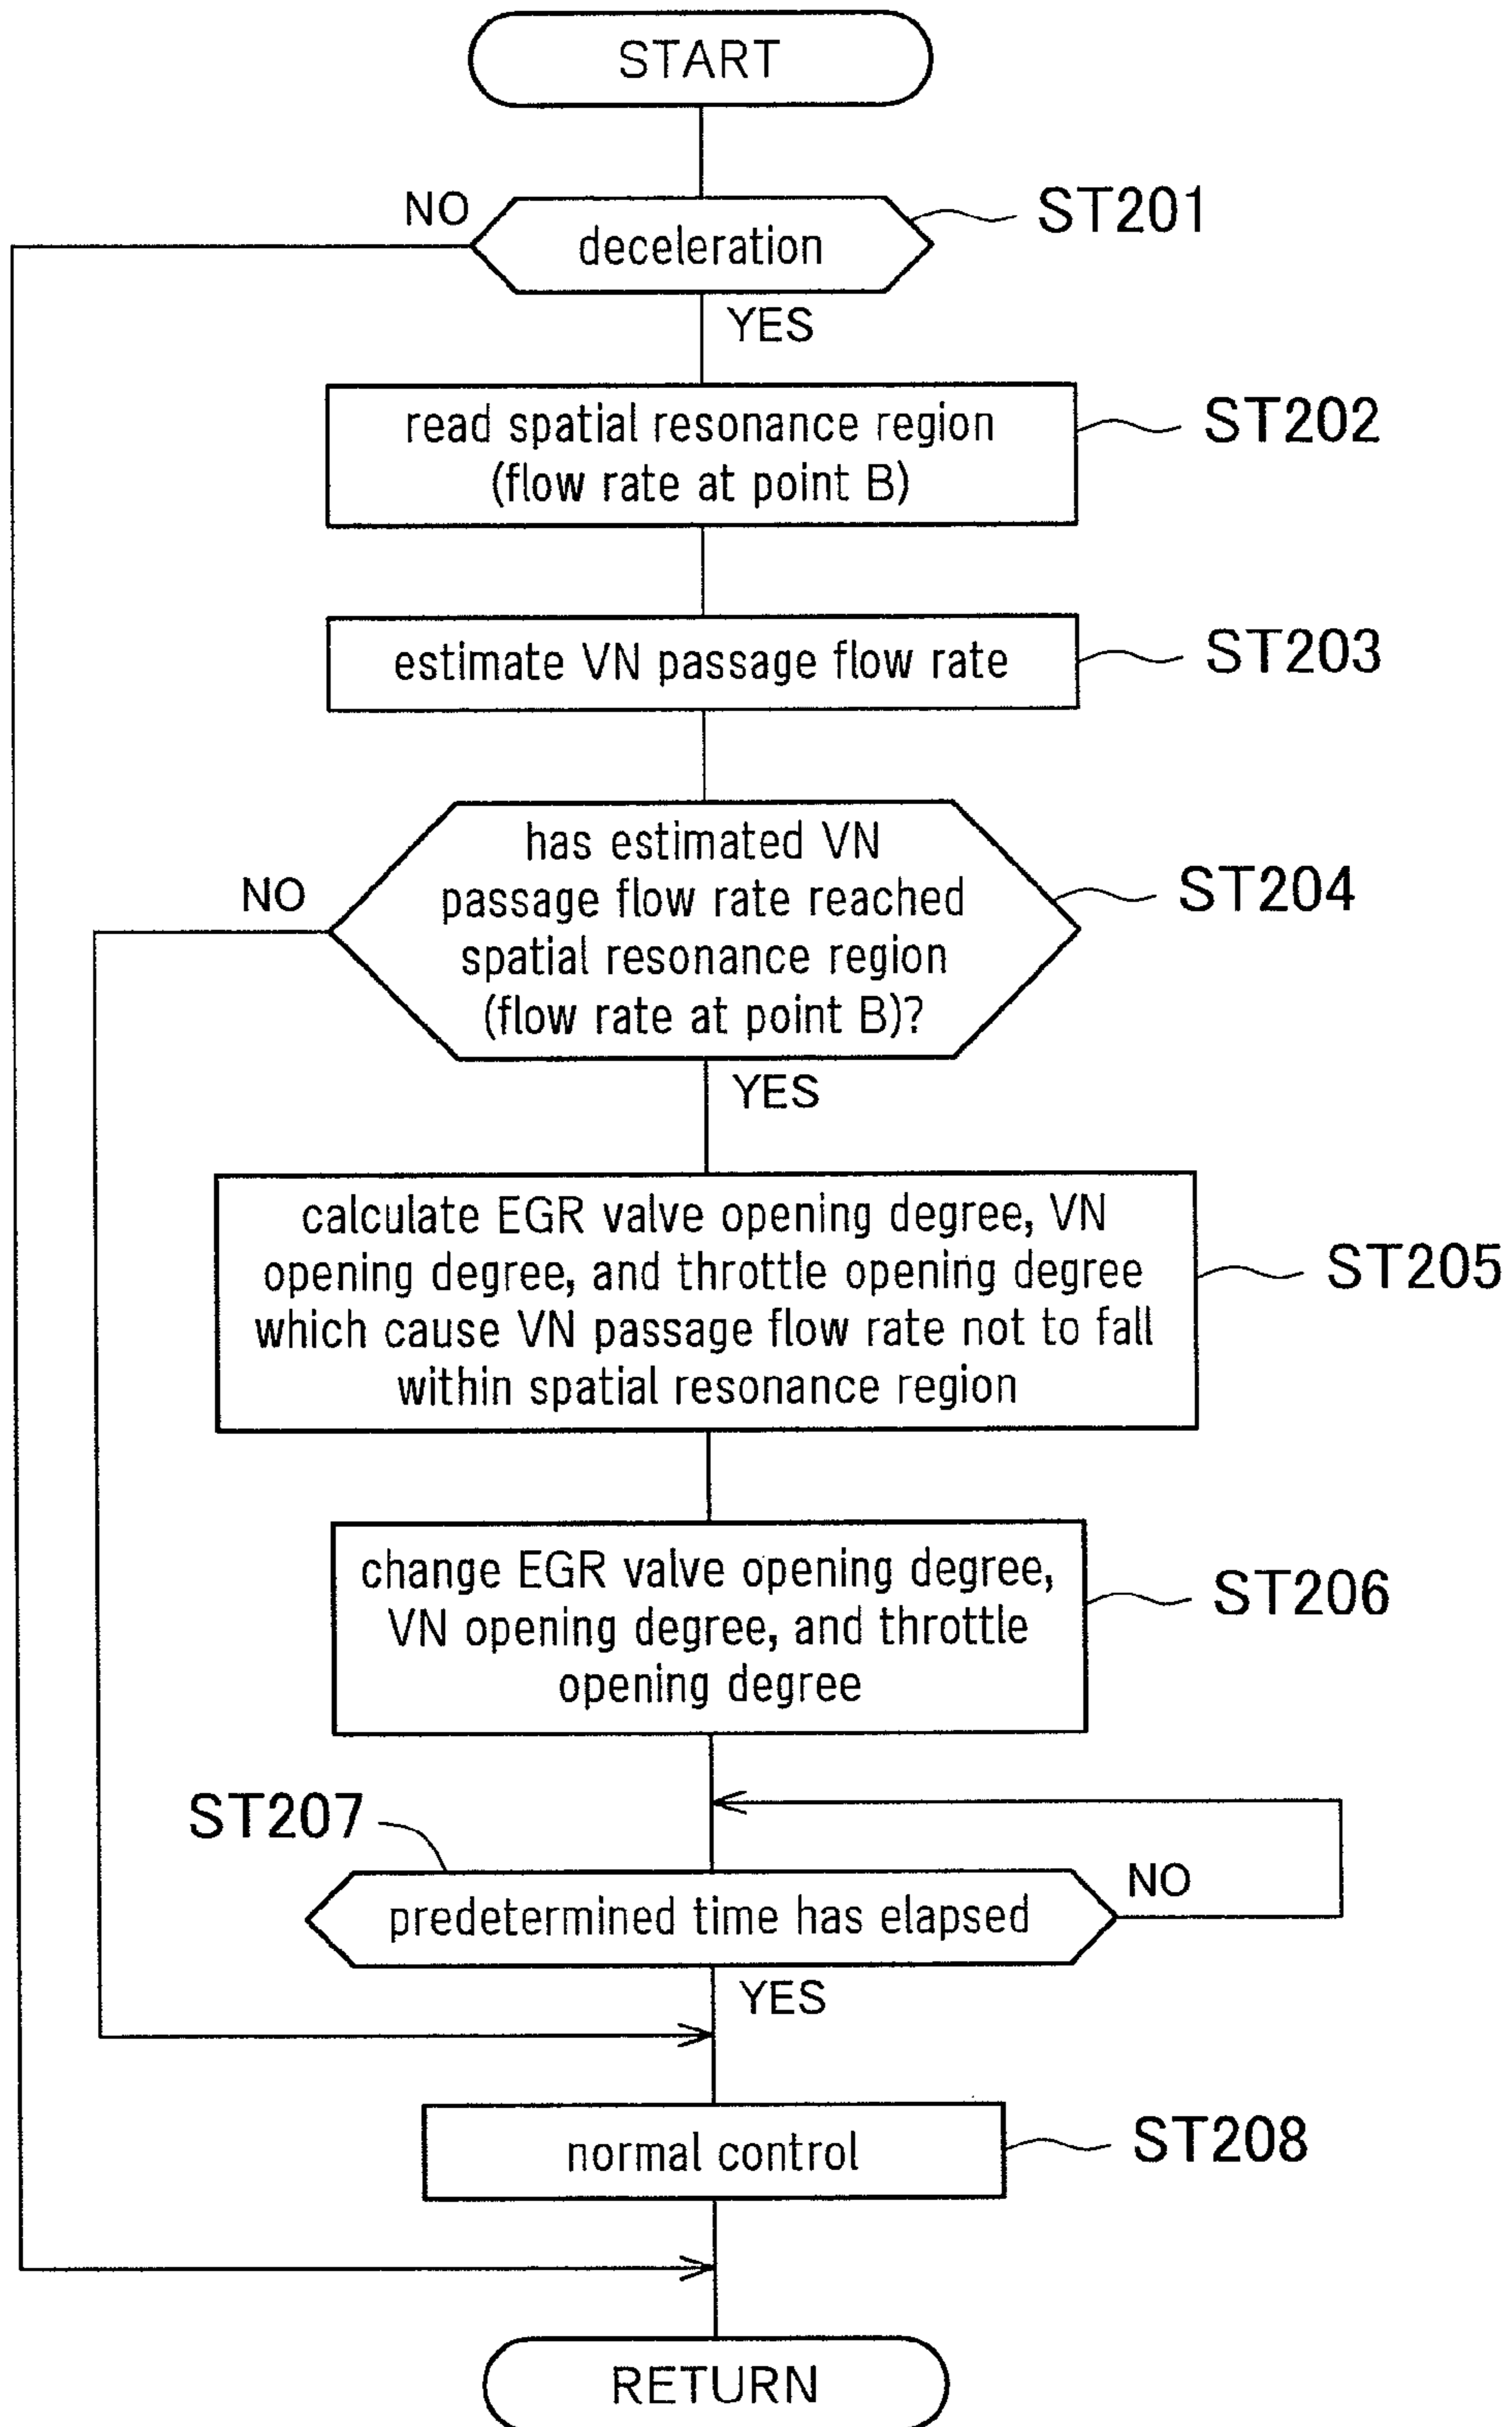 START
NO
ST201
deceleration
YES
read spatial resonance region
(flow rate at point B)
ST202
estimate VN passage flow rate
ST203
has estimated VN
passage flow rate reached
spatial resonance region
(flow rate at point B)?
NO
ST204
YES
calculate EGR valve opening degree, VN
opening degree, and throttle opening degree
which cause VN passage flow rate not to fall
within spatial resonance region
ST205
change EGR valve opening degree,
VN opening degree, and throttle
opening degree
ST206
ST207
predetermined time has elapsed
NO
YES
normal control
ST208
RETURN